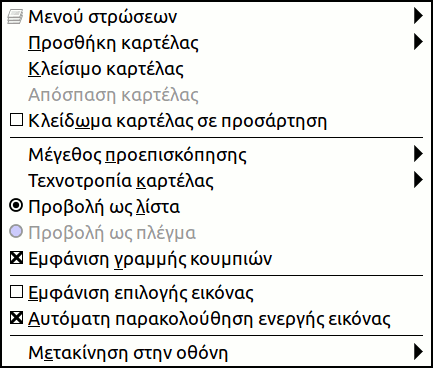 Μενού στρώσεων
Προσθήκη καρτέλας
Κλείσιμο καρτέλας
Απόσπαση καρτέλας
Κλείδωμα καρτέλας σε προσάρτηση
Μέγεθος προεπισκόπησης
Τεχνοτροπία καρτέλας
Προβολή ως λίστα
Προβολή ως πλέγμα
Εμφάνιση γραμμής κουμπιών
Εμφάνιση επιλογής εικόνας
Αυτόματη παρακολούθηση ενεργής εικόνας
Μετακίνηση στην οθόνη